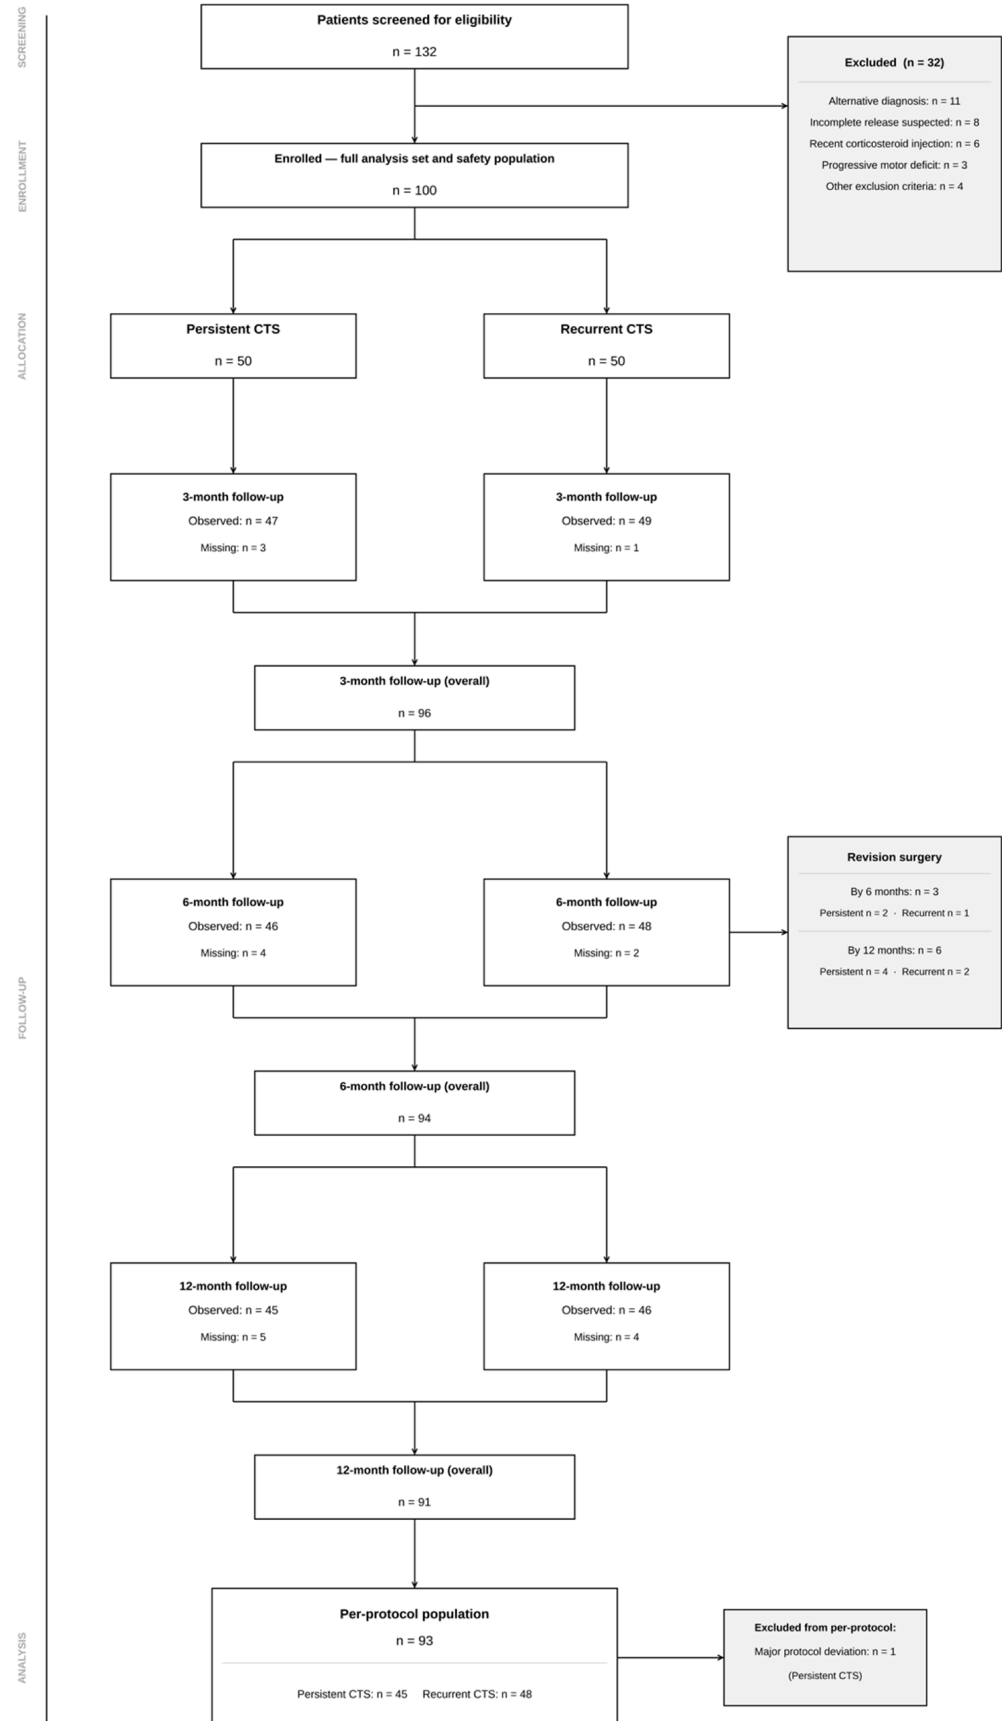 SCREENING
Patients screened for eligibility
n = 132
Excluded (n = 32)
Alternative diagnosis: n = 11
Incomplete release suspected: n = 8
Recent corticosteroid injection: n = 6
Progressive motor deficit: n = 3
Other exclusion criteria: n = 4
ENROLLMENT
Enrolled — full analysis set and safety population
n = 100
ALLOCATION
Persistent CTS
n = 50
Recurrent CTS
n = 50
3-month follow-up
Observed: n = 47
Missing: n = 3
3-month follow-up
Observed: n = 49
Missing: n = 1
3-month follow-up (overall)
n = 96
FOLLOW-UP
6-month follow-up
Observed: n = 46
Missing: n = 4
6-month follow-up
Observed: n = 48
Missing: n = 2
Revision surgery
By 6 months: n = 3
Persistent n = 2 · Recurrent n = 1
By 12 months: n = 6
Persistent n = 4 · Recurrent n = 2
6-month follow-up (overall)
n = 94
12-month follow-up
Observed: n = 45
Missing: n = 5
12-month follow-up
Observed: n = 46
Missing: n = 4
12-month follow-up (overall)
n = 91
ANALYSIS
Per-protocol population
n = 93
Persistent CTS: n = 45 Recurrent CTS: n = 48
Excluded from per-protocol:
Major protocol deviation: n = 1
(Persistent CTS)